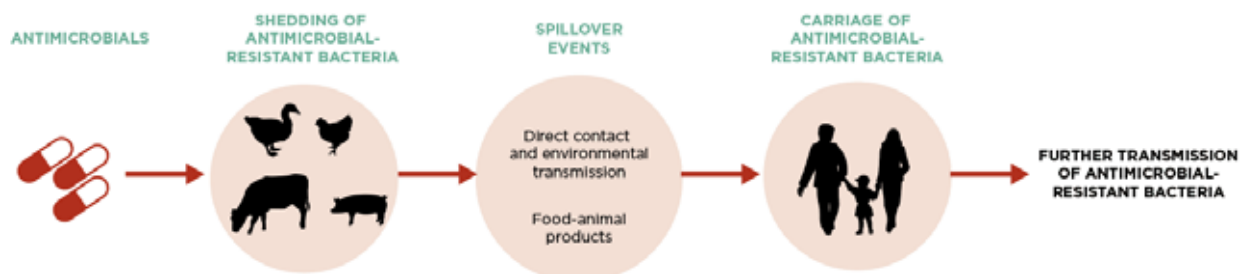 ANTIMICROBIALS
SHEDDING OF
ANTIMICROBIAL-
RESISTANT BACTERIA
SPILLOVER
EVENTS
Direct contact
and environmental
transmission
Food-animal
products
CARRIAGE OF
ANTIMICROBIAL-
RESISTANT BACTERIA
FURTHER TRANSMISSION
OF ANTIMICROBIAL-
RESISTANT BACTERIA